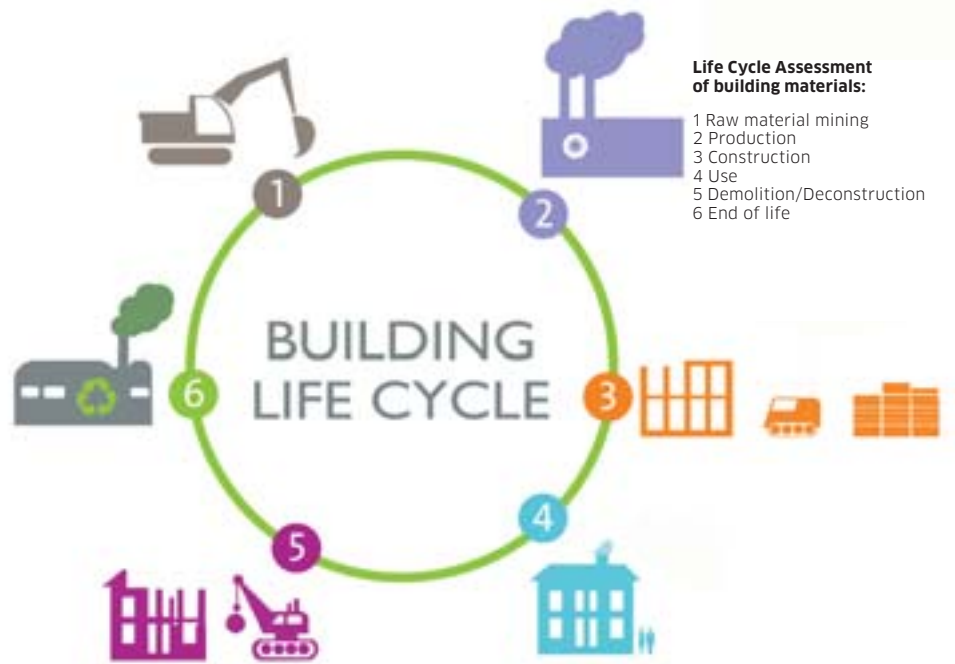 Life Cycle Assessment
of building materials:
1 Raw material mining
2 Production
3 Construction
4 Use
5 Demolition/Deconstruction
6 End of life
1
2
BUILDING
LIFE CYCLE
6
3
4
5